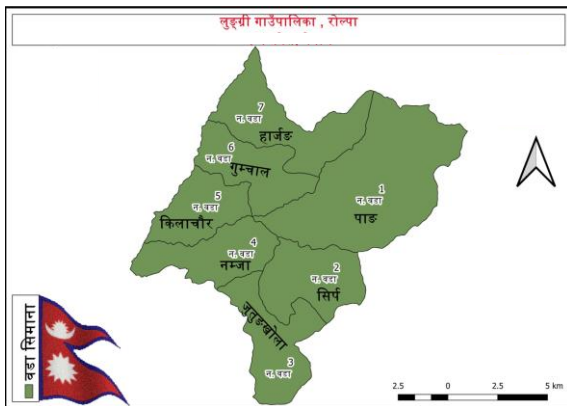 लुङ्ग्री गाउँपालिका , रोल्पा
7
न. वडा
हार्जङ
6
न. वडा
गुम्चाल
5
न. वडा
किलाचौर
1
न. वडा
पाङ
4
न. वडा
नम्जा
2
न. वडा
सिर्प
जुतुङखोला
3
न. वडा
वडा सिमाना
2.5 0 2.5 5 km